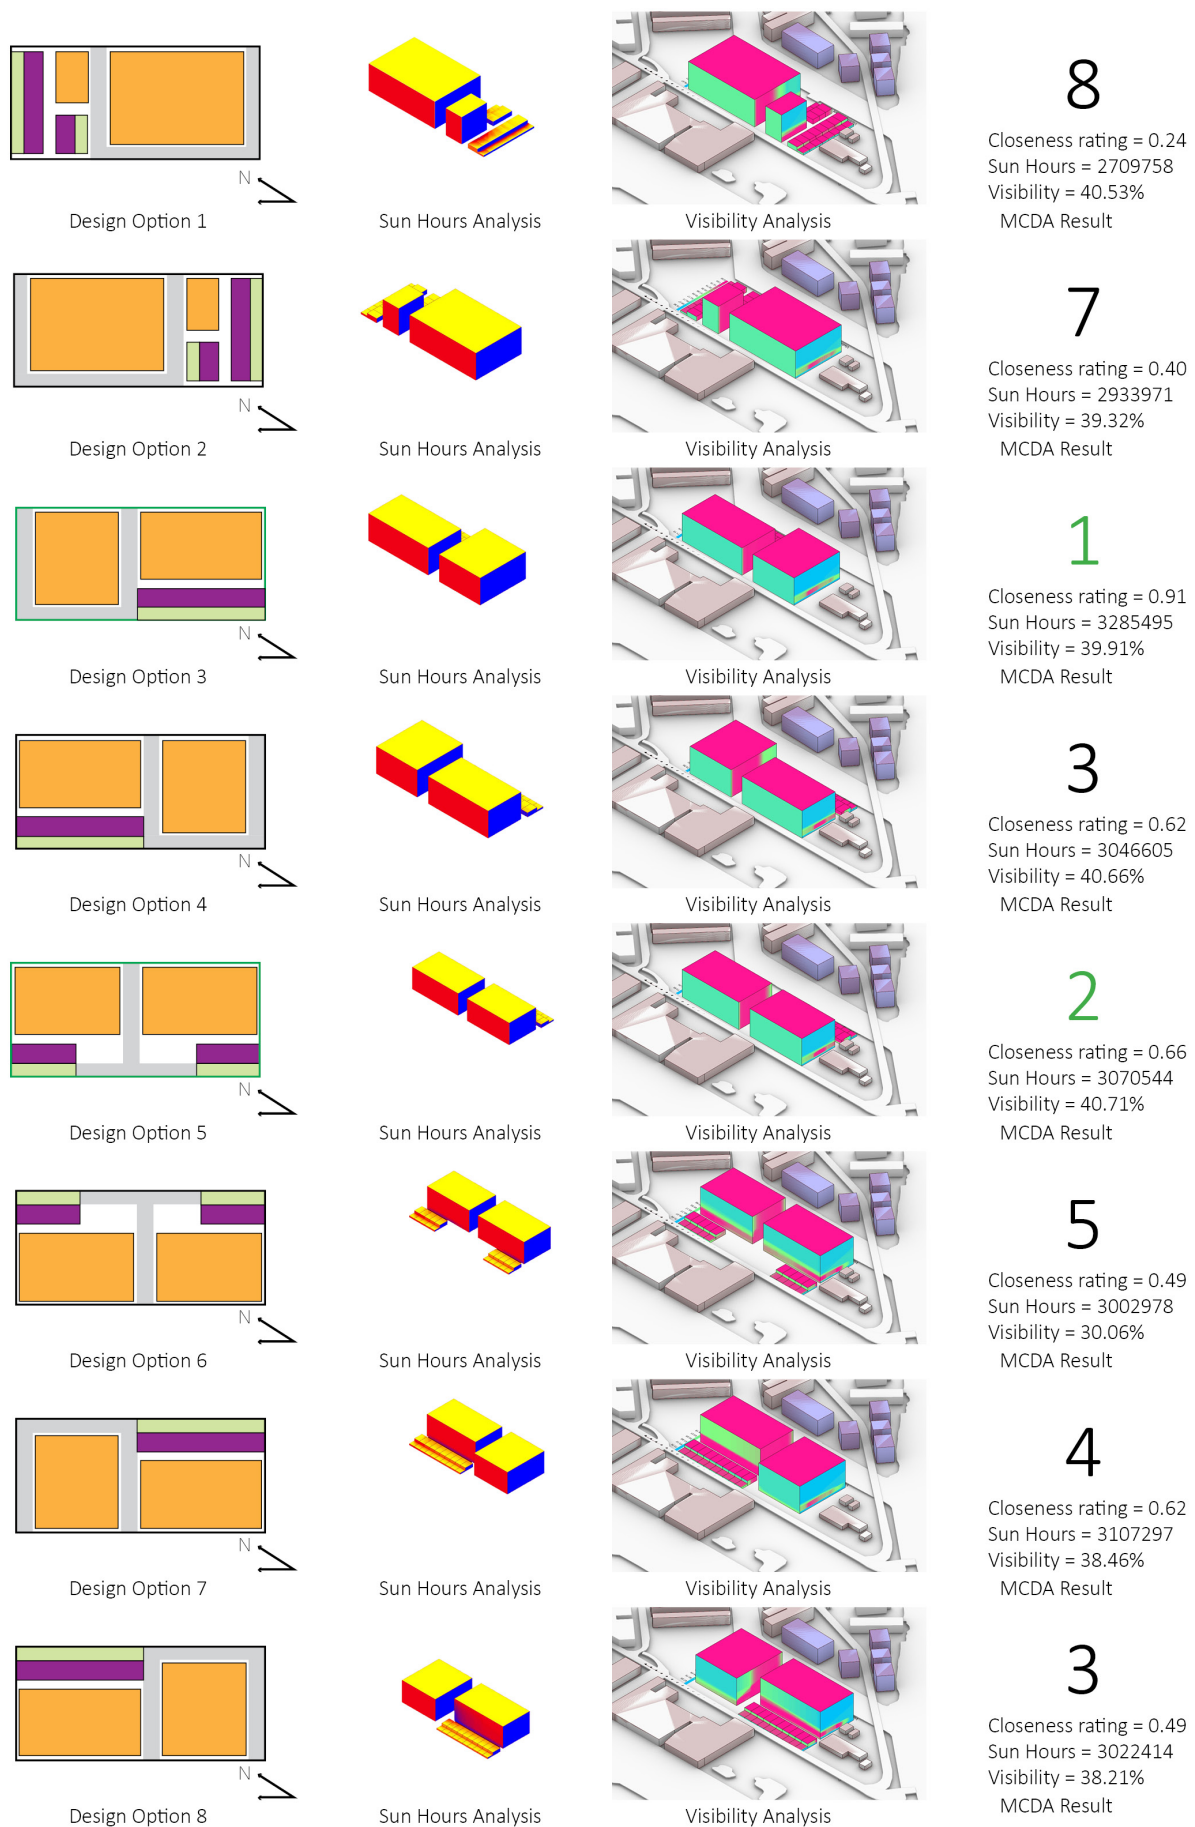 8
Closeness rating = 0.24
Sun Hours = 2709758
Visibility = 40.53%
N
Design Option 1
Sun Hours Analysis
Visibility Analysis
MCDA Result
7
Closeness rating = 0.40
Sun Hours = 2933971
Visibility = 39.32%
N
Design Option 2
Sun Hours Analysis
Visibility Analysis
MCDA Result
1
Closeness rating = 0.91
Sun Hours = 3285495
Visibility = 39.91%
N
Design Option 3
Sun Hours Analysis
Visibility Analysis
MCDA Result
3
Closeness rating = 0.62
Sun Hours = 3046605
Visibility = 40.66%
N
Design Option 4
Sun Hours Analysis
Visibility Analysis
MCDA Result
2
Closeness rating = 0.66
Sun Hours = 3070544
Visibility = 40.71%
N
Design Option 5
Sun Hours Analysis
Visibility Analysis
MCDA Result
5
Closeness rating = 0.49
Sun Hours = 3002978
Visibility = 30.06%
N
Design Option 6
Sun Hours Analysis
Visibility Analysis
MCDA Result
4
Closeness rating = 0.62
Sun Hours = 3107297
Visibility = 38.46%
N
Design Option 7
Sun Hours Analysis
Visibility Analysis
MCDA Result
3
Closeness rating = 0.49
Sun Hours = 3022414
Visibility = 38.21%
N
Design Option 8
Sun Hours Analysis
Visibility Analysis
MCDA Result